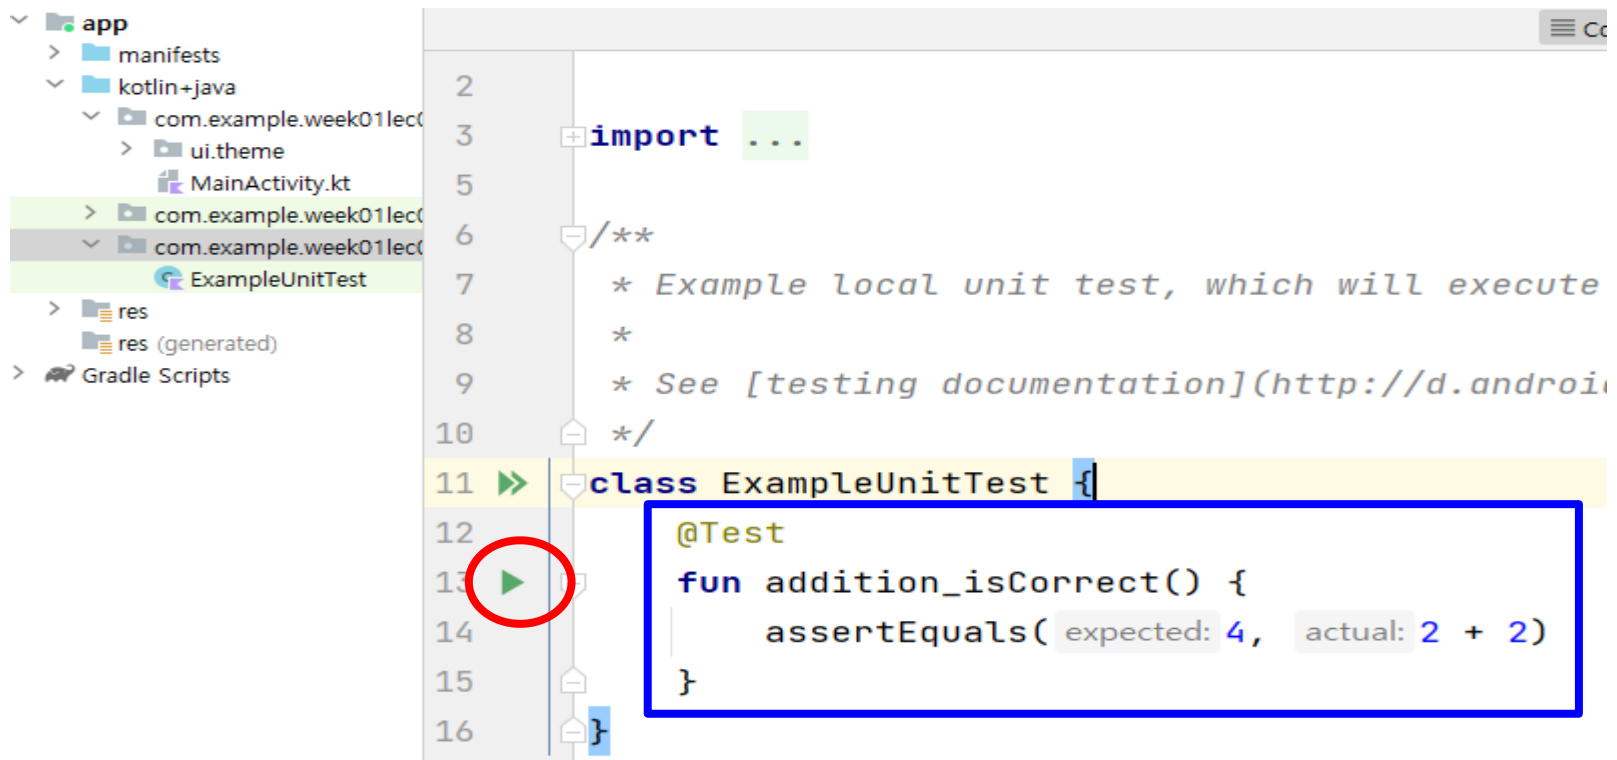 app
manifests
kotlin+java
com.example.week01lec
ui.theme
MainActivity.kt
com.example.week01lec
com.example.week01lec
ExampleUnitTest
res
res (generated)
Gradle Scripts
Co
2
3 import ...
5
6 /**
7 * Example local unit test, which will execute
8 *
9 * See [testing documentation](http://d.androi
10 */
11 class ExampleUnitTest {
12 @Test
13 fun addition_isCorrect() {
14 assertEquals( expected: 4, actual: 2 + 2)
15 }
16 }